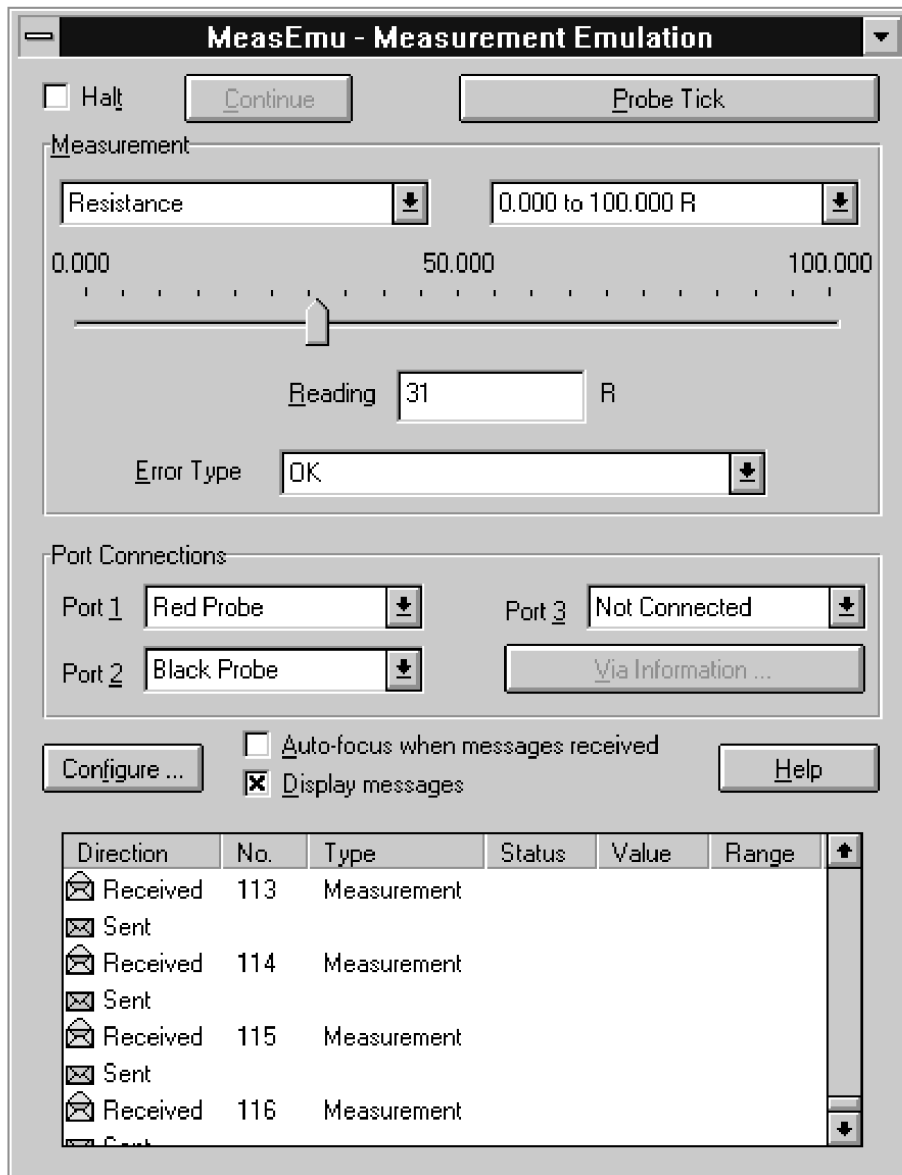 MeasEmu - Measurement Emulation
Halt Continue Probe Tick
Measurement
Resistance 0.000 to 100.000 R
0.000 50.000 100.000
Reading 31 R
Error Type OK
Port Connections
Port 1 Red Probe Port 3 Not Connected
Port 2 Black Probe Via Information ...
Auto-focus when messages received
Configure ... Help
Display messages
Direction No. Type Status Value Range
Received 113 Measurement
Sent
Received 114 Measurement
Sent
Received 115 Measurement
Sent
Received 116 Measurement
Sent